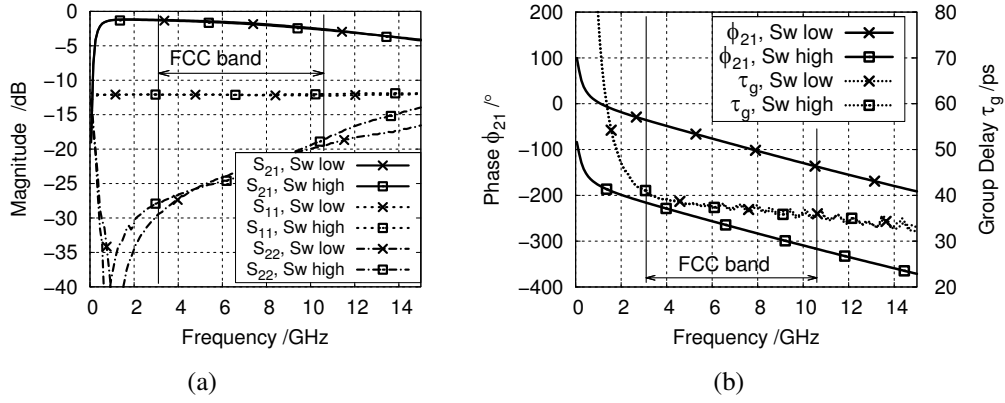 0
−5
−10
−15
−20
−25
−30
−35
−40
Magnitude /dB
FCC band
S21, Sw low
S21, Sw high
S11, Sw low
S11, Sw high
S22, Sw low
S22, Sw high
0 2 4 6 8 10 12 14
Frequency /GHz
(a)
200
100
0
−100
−200
−300
−400
Phase ϕ21/°
ϕ21, Sw low
ϕ21, Sw high
τg, Sw low
τg, Sw high
FCC band
80
70
60
50
40
30
20
Group Delay τg/ps
0 2 4 6 8 10 12 14
Frequency /GHz
(b)